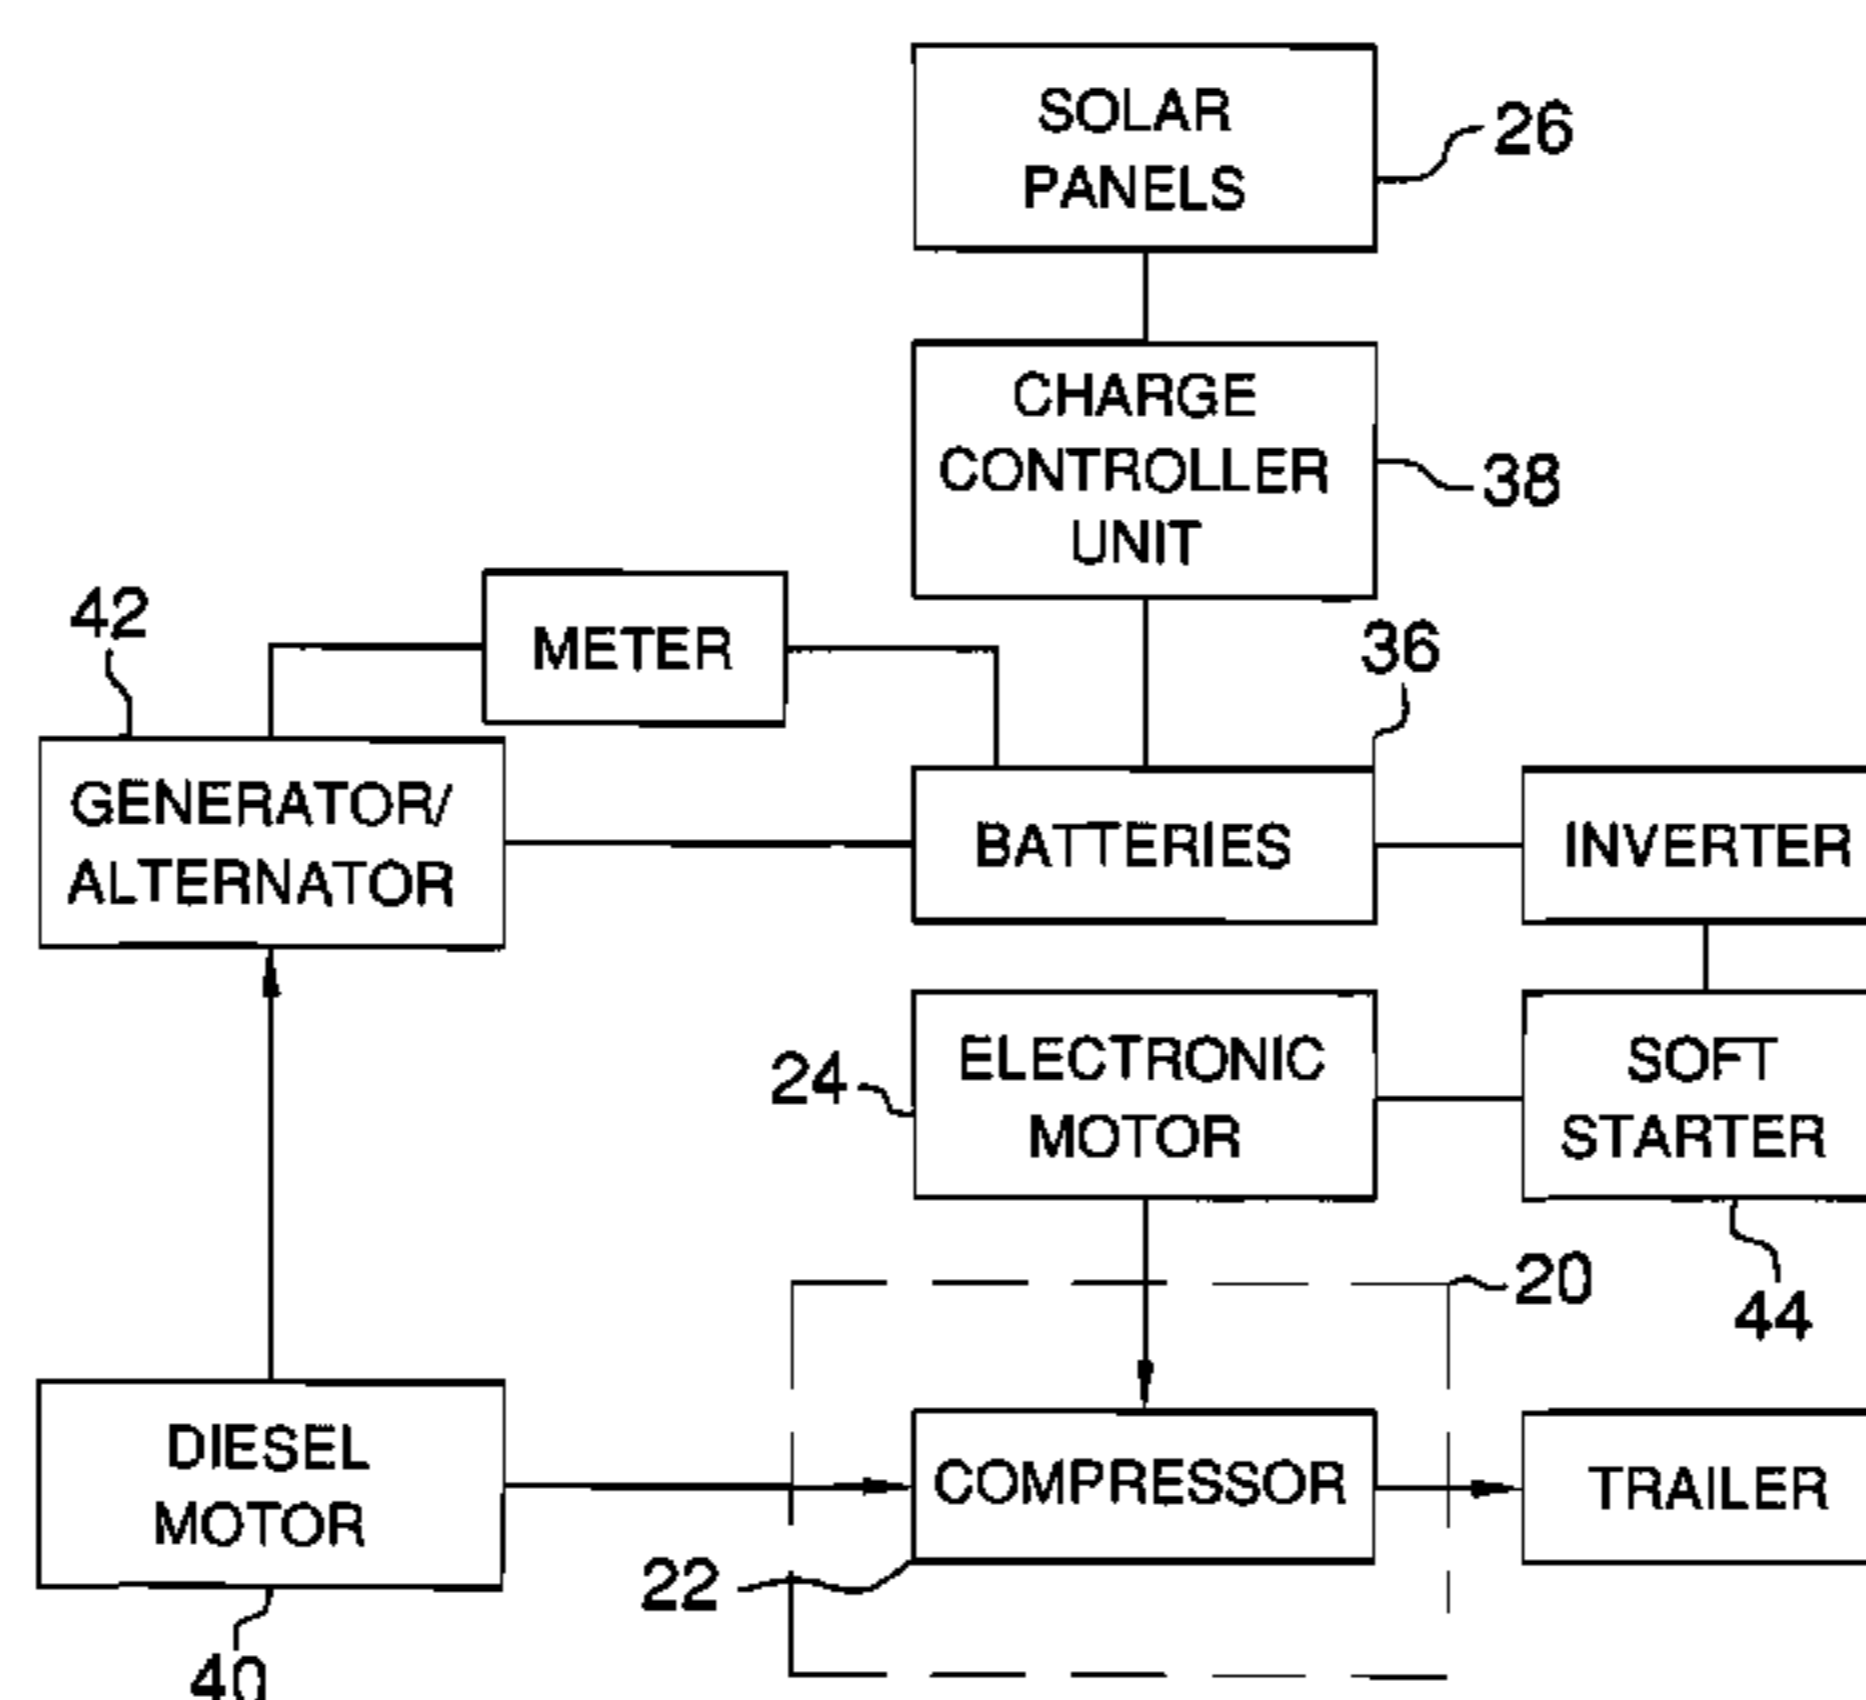 SOLAR
PANELS
26
CHARGE
CONTROLLER
UNIT
38
42
METER
36
GENERATOR/
ALTERNATOR
BATTERIES
INVERTER
24
ELECTRONIC
MOTOR
SOFT
STARTER
20
44
DIESEL
MOTOR
COMPRESSOR
TRAILER
22
40